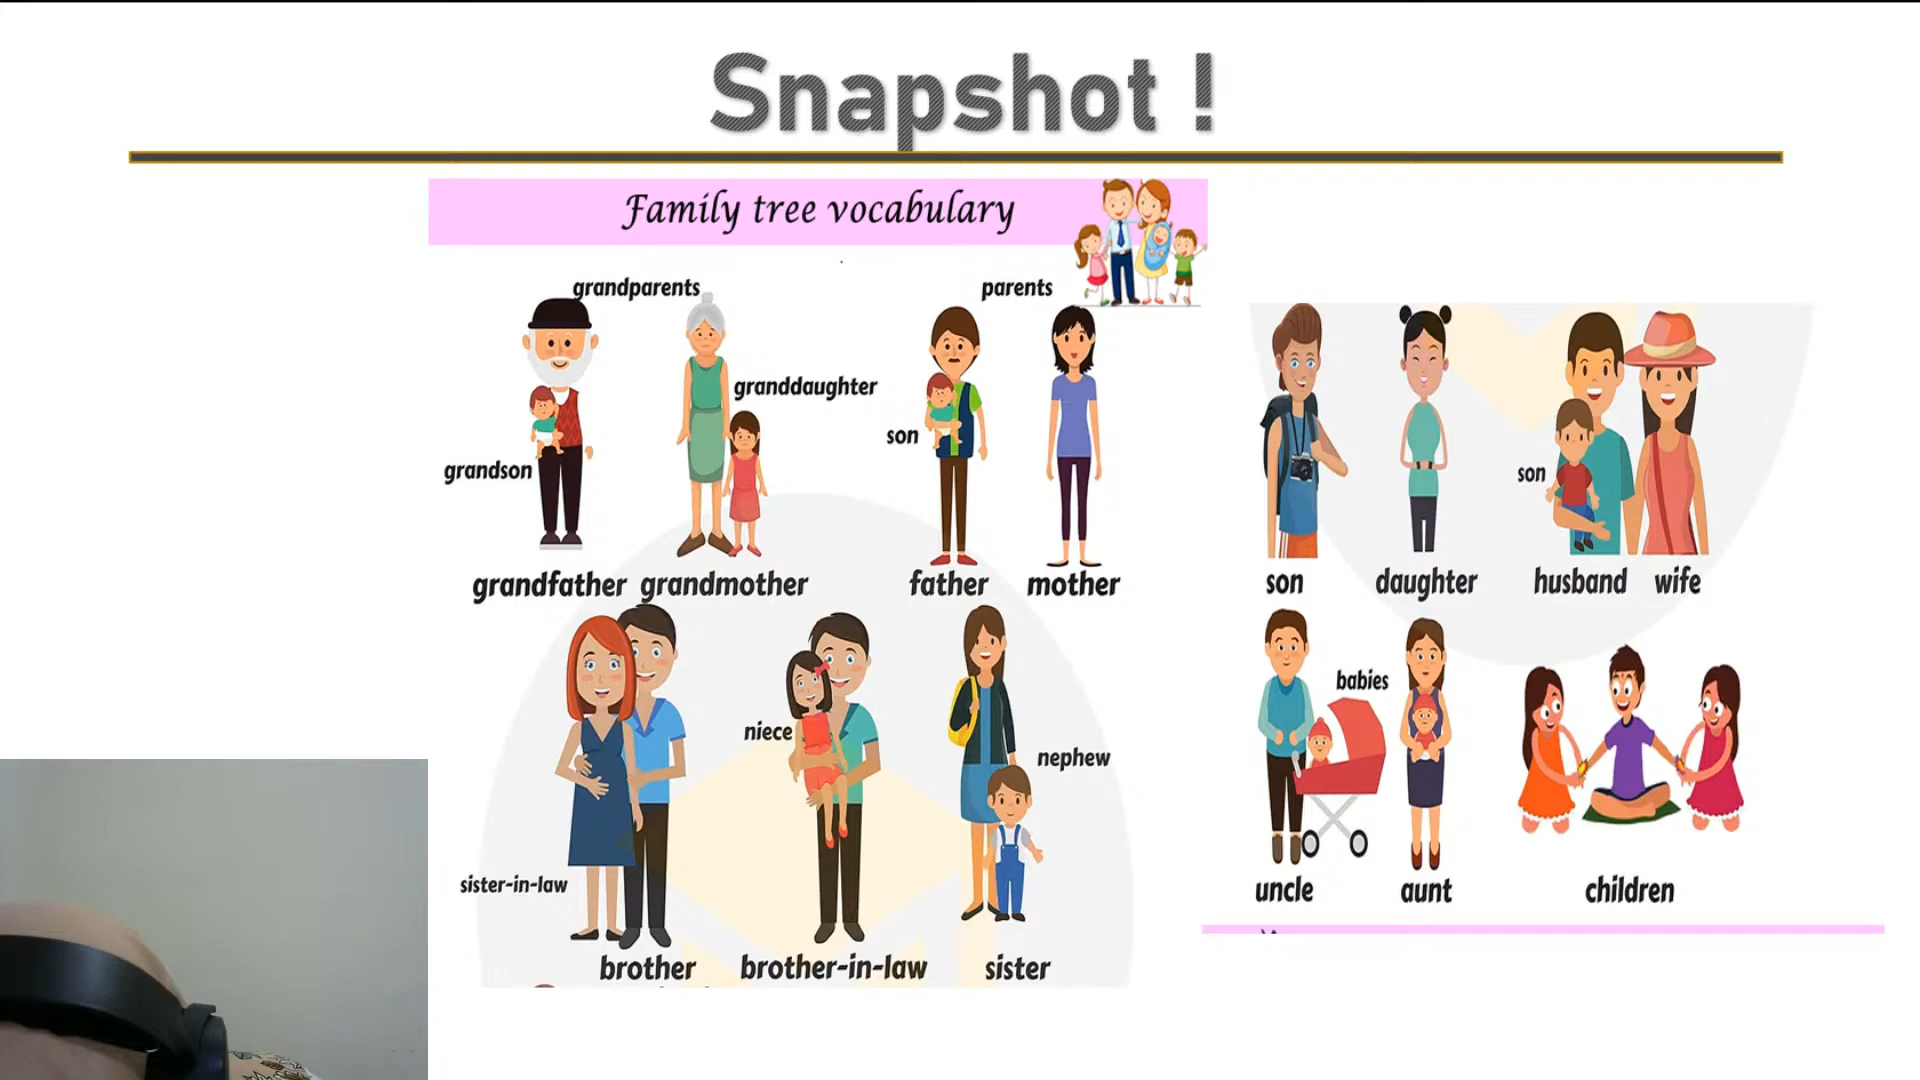 Snapshot !
Family tree vocabulary
grandparents
parents
granddaughter
son
grandson
son
grandfather grandmother father mother
son daughter husband wife
babies
niece
nephew
sister-in-law
uncle aunt children
brother brother-in-law sister